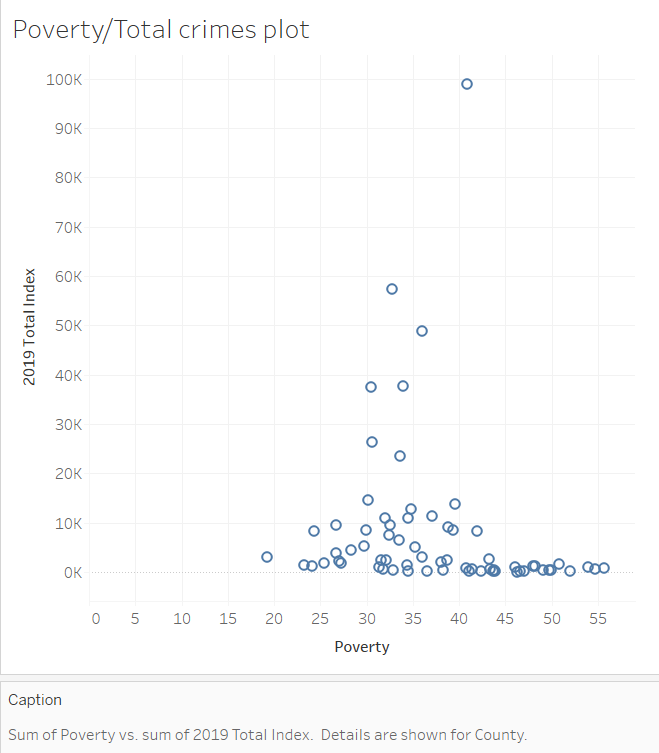 Poverty/Total crimes plot
100K
90K
80K
70K
60K
50K
40K
30K
20K
10K
0K
2019 Total Index
0 5 10 15 20 25 30 35 40 45 50 55
Poverty
Caption
Sum of Poverty vs. sum of 2019 Total Index. Details are shown for County.